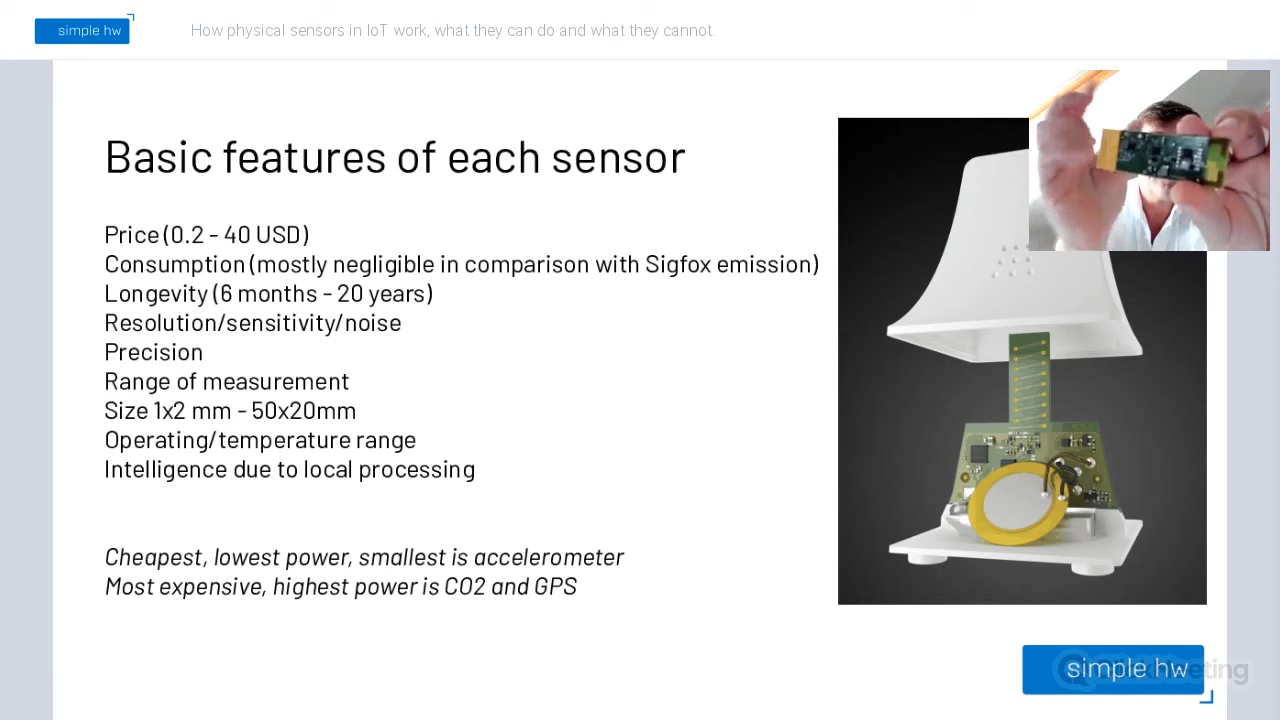 simple hw
How physical sensors in IoT work, what they can do and what they cannot.
Basic features of each sensor
Price (0.2 - 40 USD)
Consumption (mostly negligible in comparison with Sigfox emission)
Longevity (6 months - 20 years)
Resolution/sensitivity/noise
Precision
Range of measurement
Size 1x2 mm - 50x20mm
Operating/temperature range
Intelligence due to local processing
Cheapest, lowest power, smallest is accelerometer
Most expensive, highest power is CO2 and GPS
simple hw